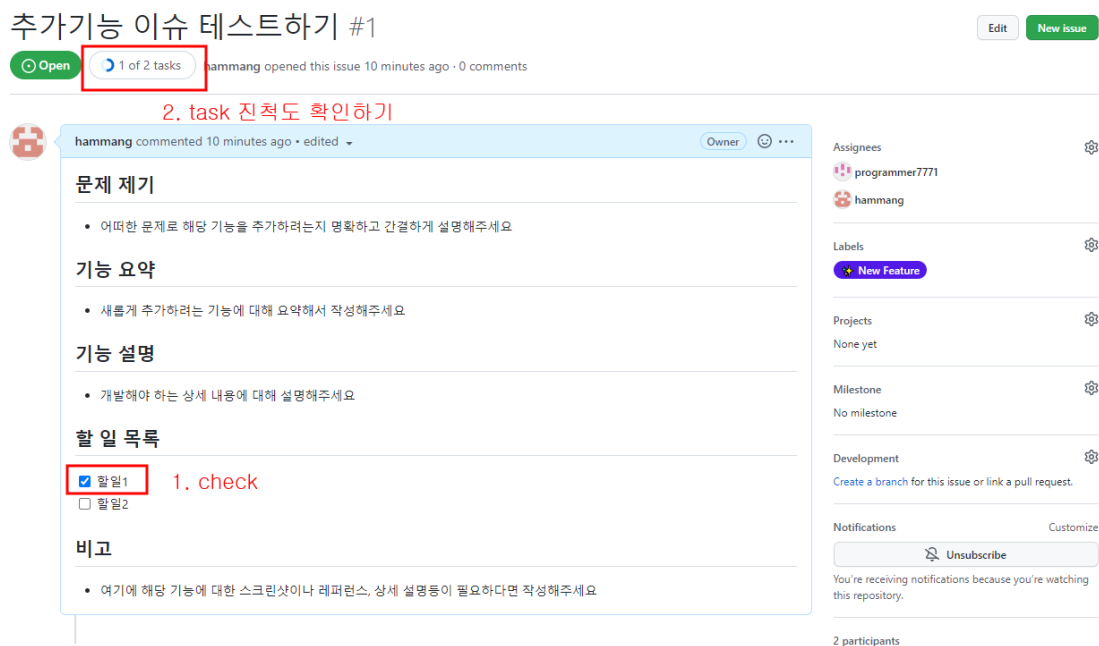 추가기능 이슈 테스트하기 #1
Edit
New issue
Open
1 of 2 tasks
hammang opened this issue 10 minutes ago · 0 comments
2. task 진척도 확인하기
hammang commented 10 minutes ago • edited
Owner
문제 제기
• 어떠한 문제로 해당 기능을 추가하려는지 명확하고 간결하게 설명해주세요
기능 요약
• 새롭게 추가하려는 기능에 대해 요약해서 작성해주세요
기능 설명
• 개발해야 하는 상세 내용에 대해 설명해주세요
할 일 목록
할일1
1. check
할일2
비고
• 여기에 해당 기능에 대한 스크린샷이나 레퍼런스, 상세 설명등이 필요하다면 작성해주세요
Assignees
programmer7771
hammang
Labels
New Feature
Projects
None yet
Milestone
No milestone
Development
Create a branch for this issue or link a pull request.
Notifications
Customize
Unsubscribe
You're receiving notifications because you're watching
this repository.
2 participants